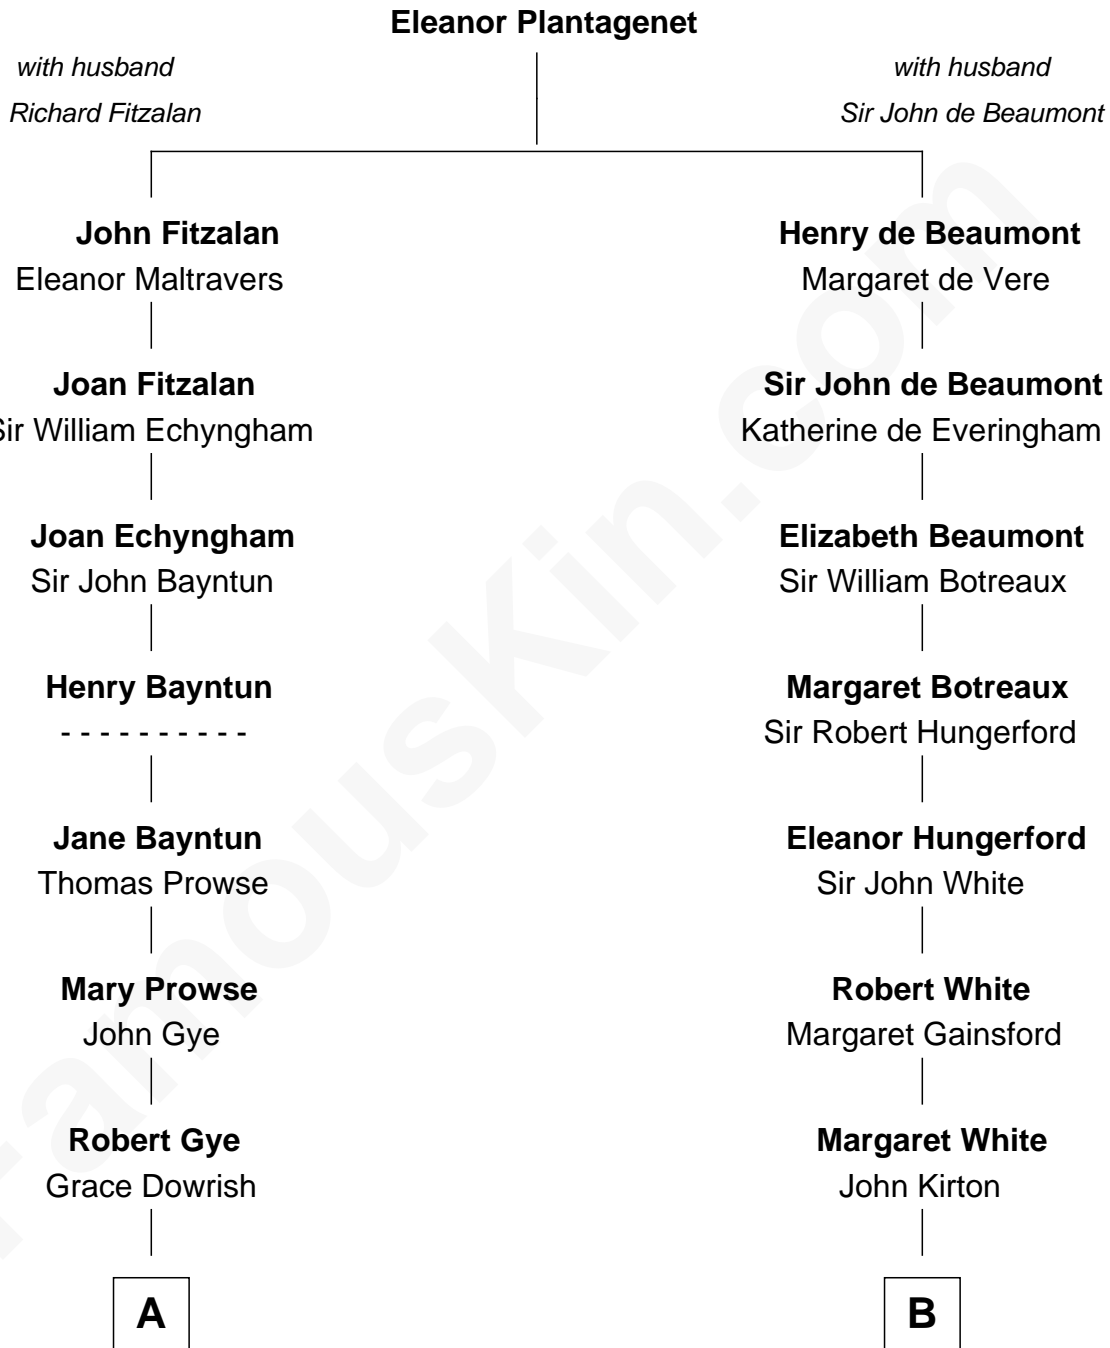 Eleanor Plantagenet
with husband
Richard Fitzalan
with husband
Sir John de Beaumont
John Fitzalan
Eleanor Maltravers
Joan Fitzalan
Sir William Echyngham
Joan Echyngham
Sir John Bayntun
Henry Bayntun
- - - - - - - - - -
Jane Bayntun
Thomas Prowse
Mary Prowse
John Gye
Robert Gye
Grace Dowrish
A
Henry de Beaumont
Margaret de Vere
Sir John de Beaumont
Katherine de Everingham
Elizabeth Beaumont
Sir William Botreaux
Margaret Botreaux
Sir Robert Hungerford
Eleanor Hungerford
Sir John White
Robert White
Margaret Gainsford
Margaret White
John Kirton
B
FamousKin.com